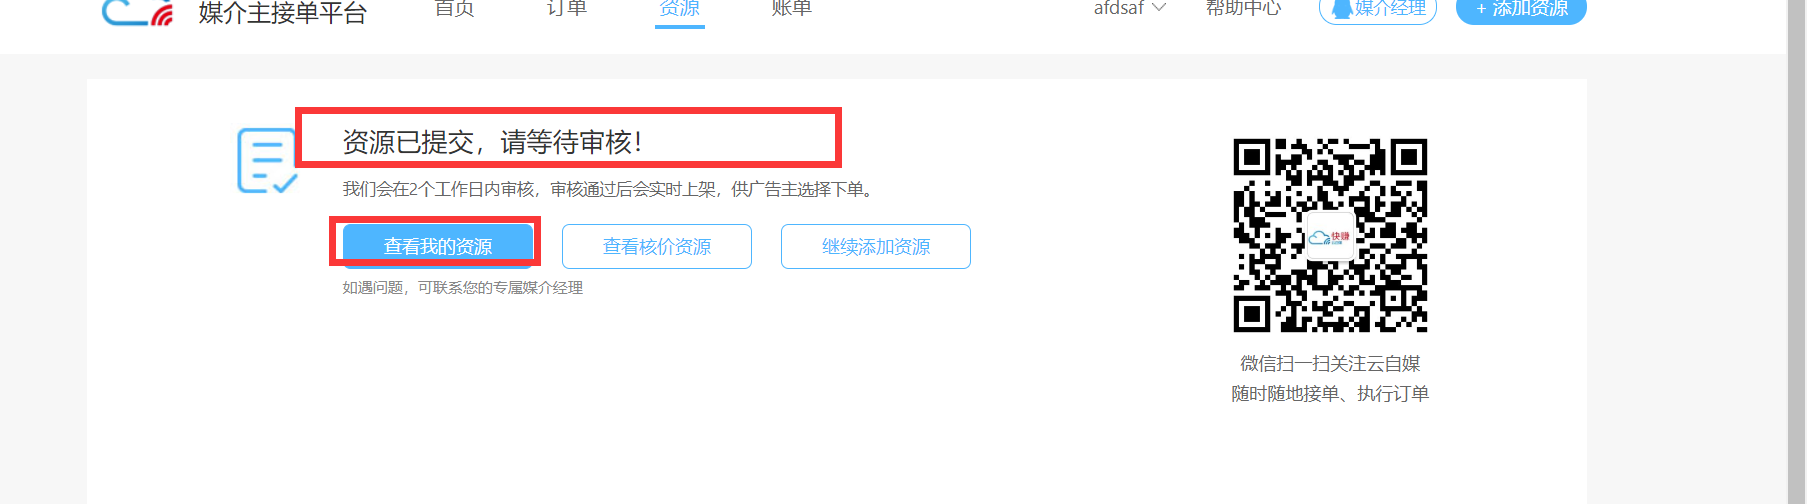 媒介主接单平台 首页 订单 资源 账单 afdsaf 帮助中心 媒介经理 + 添加资源
资源已提交，请等待审核！
我们会在2个工作日内审核，审核通过后会实时上架，供广告主选择下单。
查看我的资源 查看核价资源 继续添加资源
如遇问题，可联系您的专属媒介经理
快赚
微信扫一扫关注云自媒
随时随地接单、执行订单